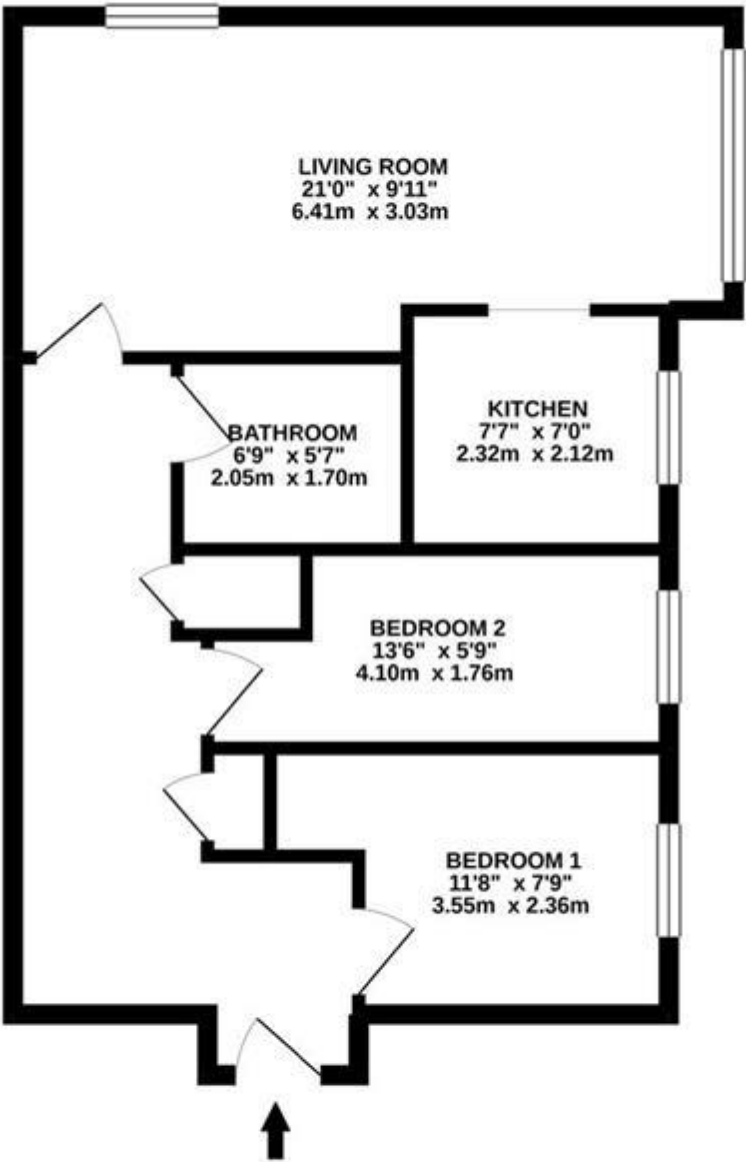 LIVING ROOM
21'0" x 9'11"
6.41m x 3.03m
KITCHEN
7'7" x 7'0"
2.32m x 2.12m
BATHROOM
6'9" x 5'7"
2.05m x 1.70m
BEDROOM 2
13'6" x 5'9"
4.10m x 1.76m
BEDROOM 1
11'8" x 7'9"
3.55m x 2.36m